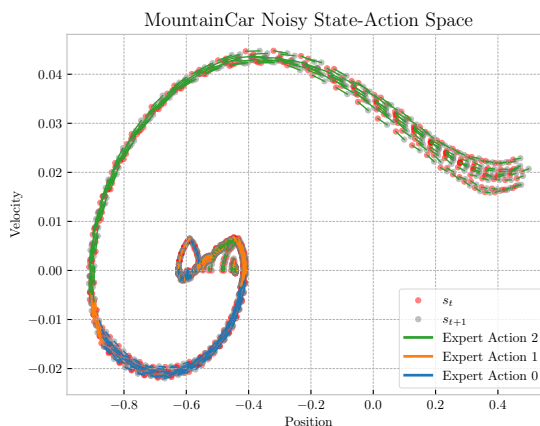 MountainCar Noisy State-Action Space
0.04
0.03
0.02
0.01
0.00
−0.01
−0.02
Velocity
−0.8
−0.6
−0.4
−0.2
0.0
0.2
0.4
Position
s_t
s_{t+1}
Expert Action 2
Expert Action 1
Expert Action 0